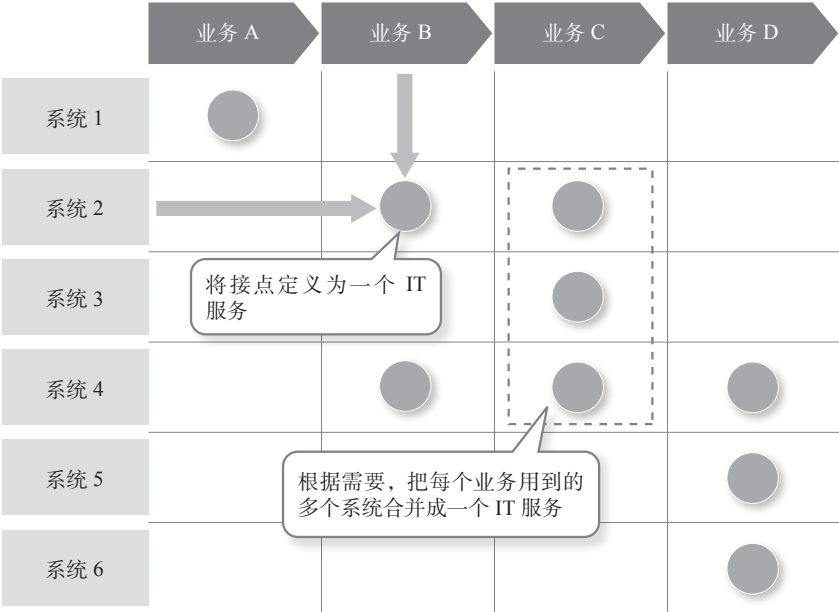 业务 A
业务 B
业务 C
业务 D
系统 1
系统 2
将接点定义为一个 IT
服务
系统 3
系统 4
根据需要，把每个业务用到的
多个系统合并成一个 IT 服务
系统 5
系统 6